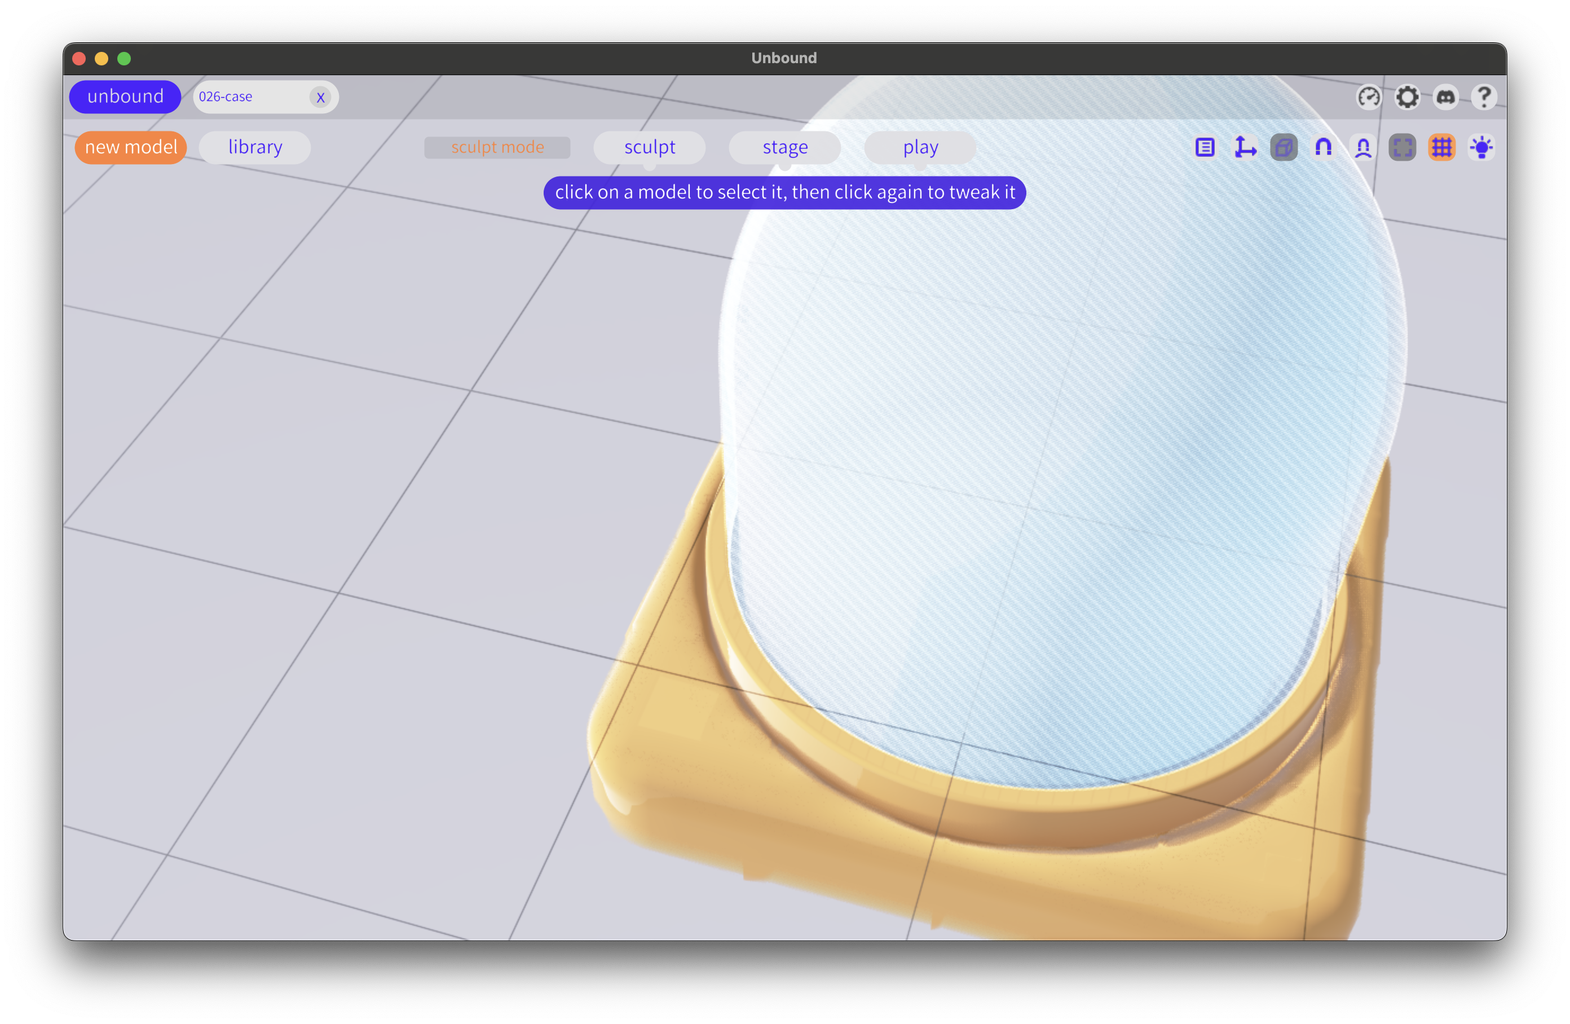 Unbound
unbound
026-case
X
?
new model
library
sculpt mode
sculpt
stage
play
click on a model to select it, then click again to tweak it